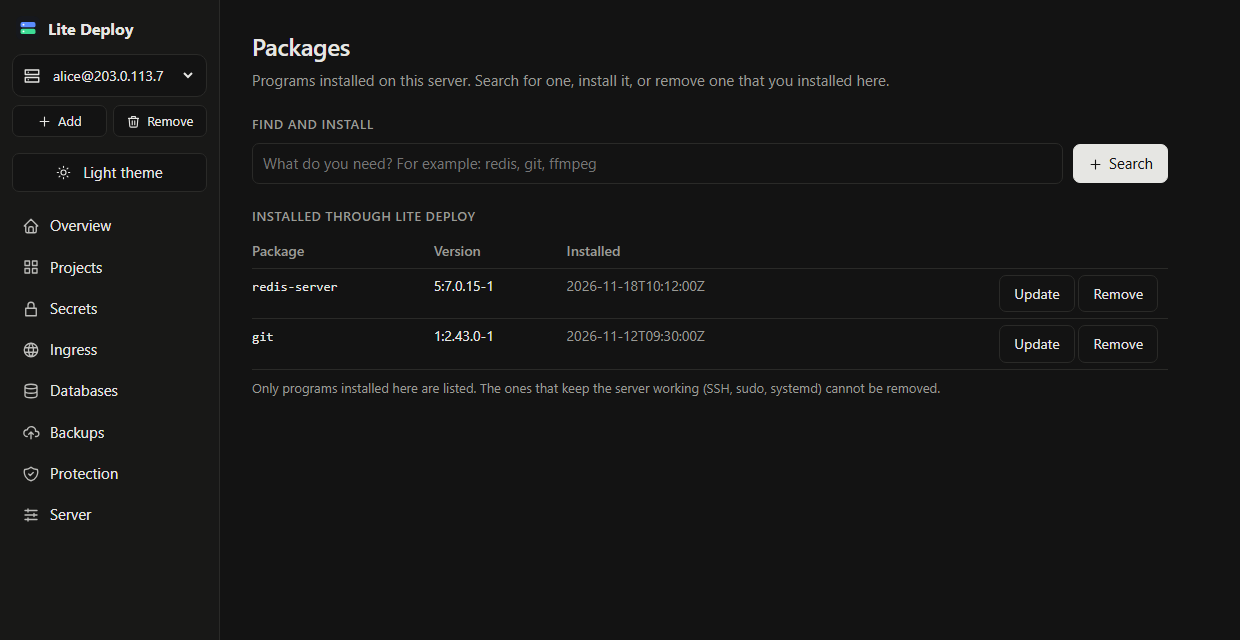 Lite Deploy
alice@203.0.113.7
Add
Remove
Light theme
Overview
Projects
Secrets
Ingress
Databases
Backups
Protection
Server
Packages
Programs installed on this server. Search for one, install it, or remove one that you installed here.
FIND AND INSTALL
What do you need? For example: redis, git, ffmpeg
+ Search
INSTALLED THROUGH LITE DEPLOY
Package Version Installed
redis-server 5:7.0.15-1 2026-11-18T10:12:00Z Update Remove
git 1:2.43.0-1 2026-11-12T09:30:00Z Update Remove
Only programs installed here are listed. The ones that keep the server working (SSH, sudo, systemd) cannot be removed.